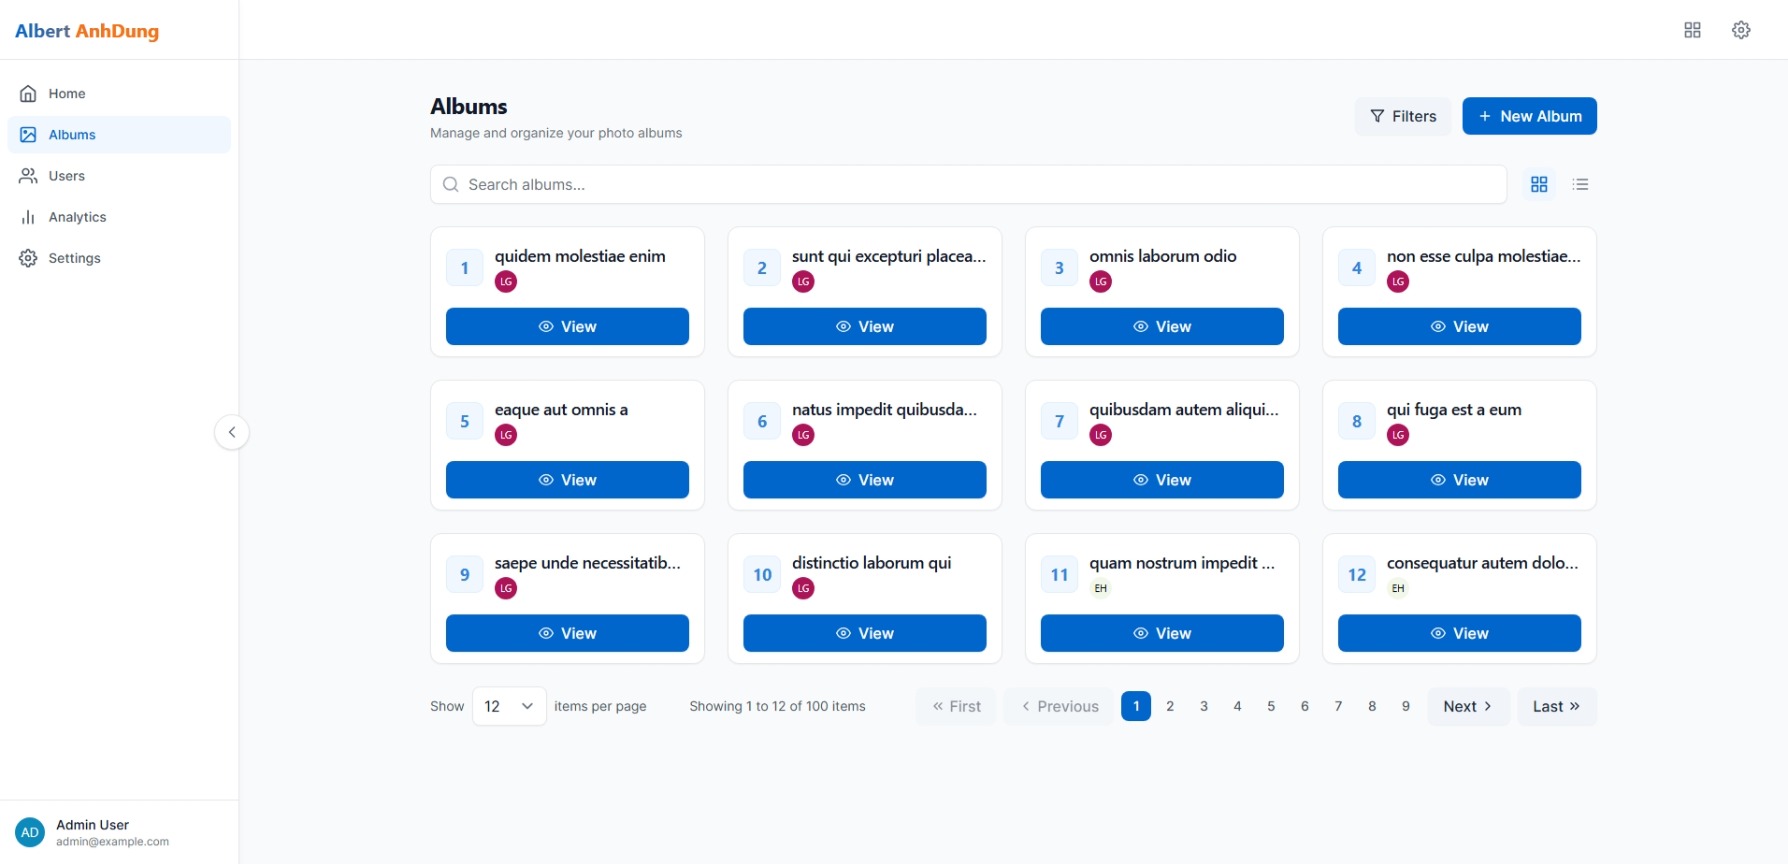 Albert AnhDung
Home
Albums
Users
Analytics
Settings
Admin User
admin@example.com
AD
Albums
Manage and organize your photo albums
Filters
New Album
Search albums...
1
quidem molestiae enim
LG
View
2
sunt qui excepturi placea...
LG
View
3
omnis laborum odio
LG
View
4
non esse culpa molestiae...
LG
View
5
eaque aut omnis a
LG
View
6
natus impedit quibusda...
LG
View
7
quibusdam autem aliqui...
LG
View
8
qui fuga est a eum
LG
View
9
saepe unde necessitatib...
LG
View
10
distinctio laborum qui
LG
View
11
quam nostrum impedit ...
EH
View
12
consequatur autem dolo...
EH
View
Show 12 items per page Showing 1 to 12 of 100 items « First ‹ Previous 1 2 3 4 5 6 7 8 9 Next › Last »